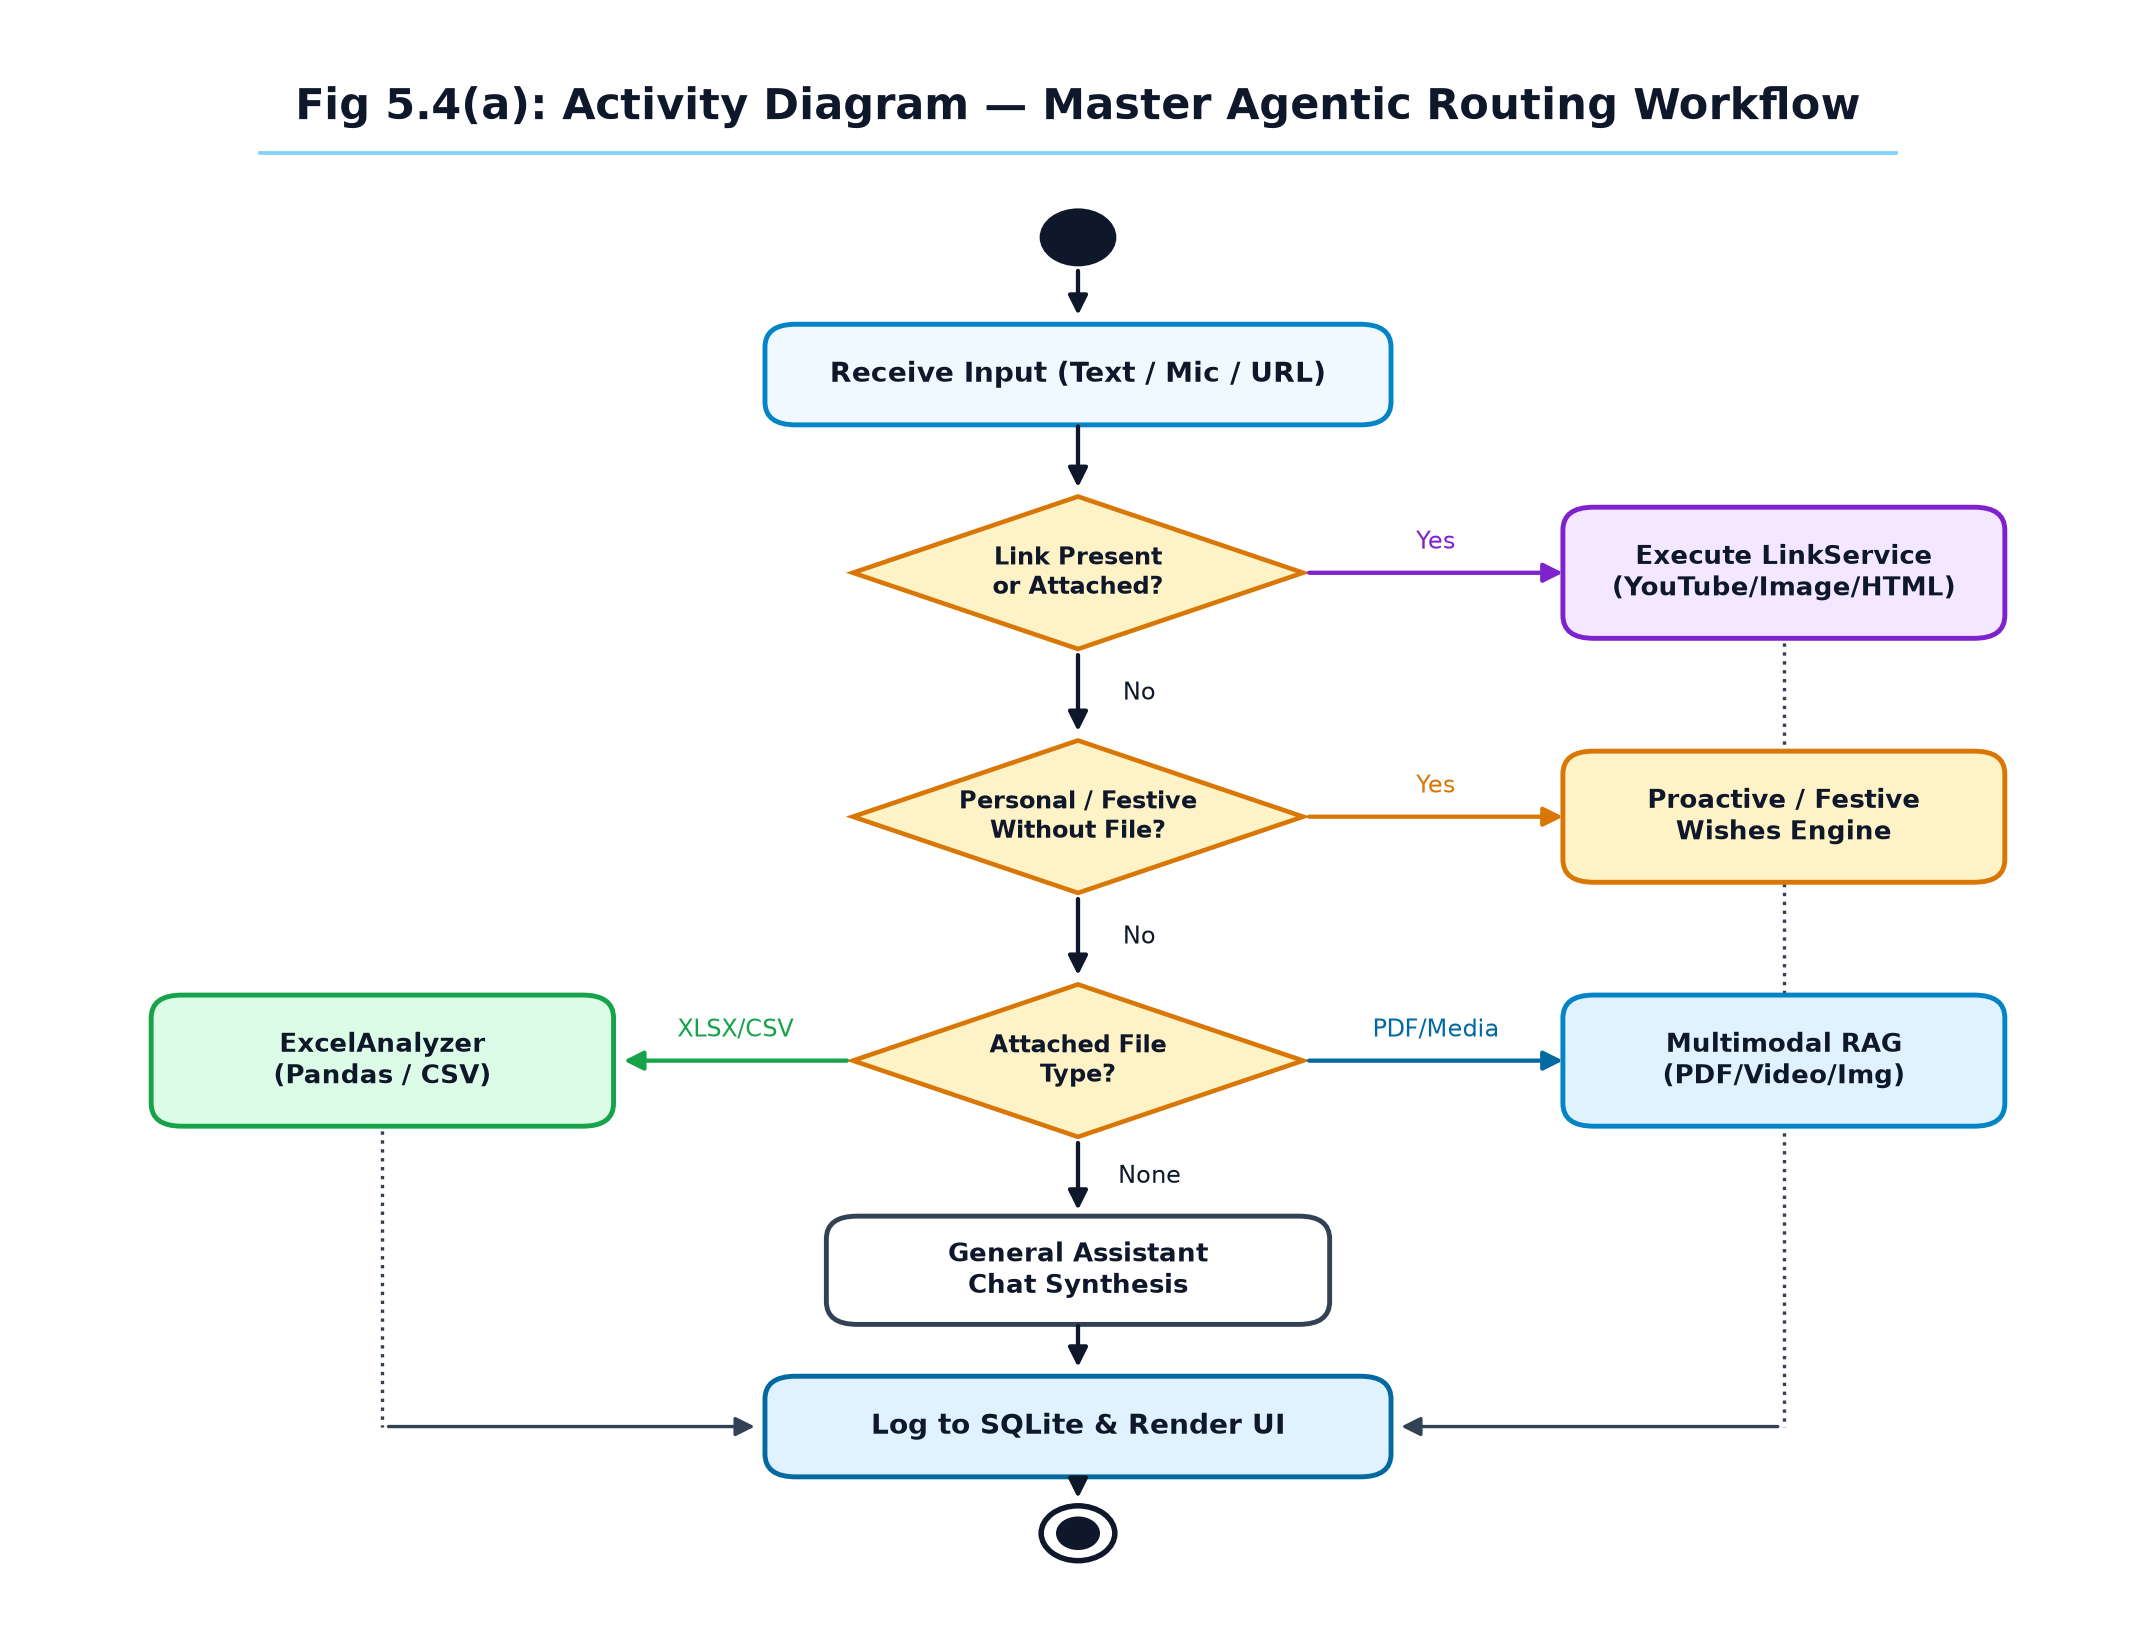 Fig 5.4(a): Activity Diagram — Master Agentic Routing Workflow
Receive Input (Text / Mic / URL)
Link Present
or Attached?
Yes
Execute LinkService
(YouTube/Image/HTML)
No
Personal / Festive
Without File?
Yes
Proactive / Festive
Wishes Engine
No
ExcelAnalyzer
(Pandas / CSV)
XLSX/CSV
Attached File
Type?
PDF/Media
Multimodal RAG
(PDF/Video/Img)
None
General Assistant
Chat Synthesis
Log to SQLite & Render UI